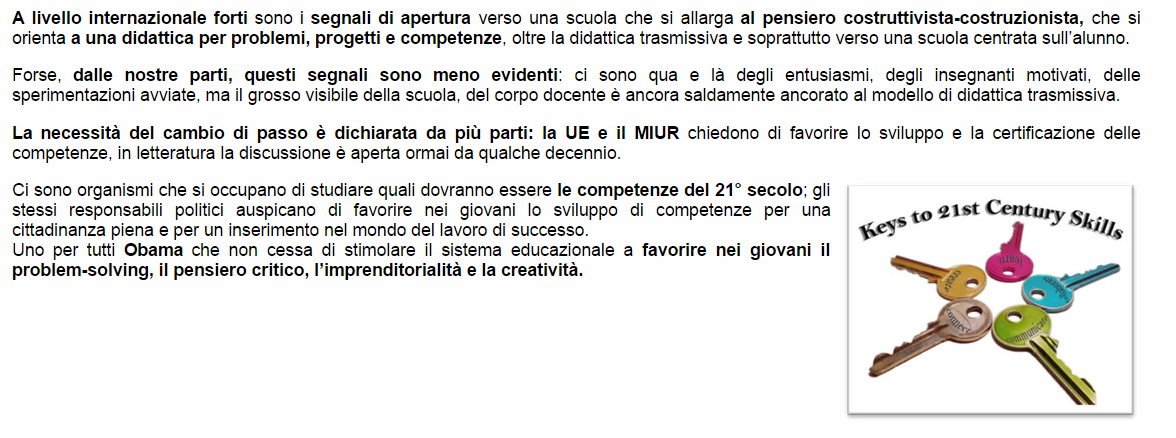 A livello internazionale forti sono i segnali di apertura verso una scuola che si allarga al pensiero costruttivista-costruzionista, che si
orienta a una didattica per problemi, progetti e competenze, oltre la didattica trasmissiva e soprattutto verso una scuola centrata sull'alunno.
Forse, dalle nostre parti, questi segnali sono meno evidenti: ci sono qua e là degli entusiasmi, degli insegnanti motivati, delle
sperimentazioni avviate, ma il grosso visibile della scuola, del corpo docente è ancora saldamente ancorato al modello di didattica trasmissiva.
La necessità del cambio di passo è dichiarata da più parti: la UE e il MIUR chiedono di favorire lo sviluppo e la certificazione delle
competenze, in letteratura la discussione è aperta ormai da qualche decennio.
Ci sono organismi che si occupano di studiare quali dovranno essere le competenze del 21° secolo; gli
stessi responsabili politici auspicano di favorire nei giovani lo sviluppo di competenze per una
cittadinanza piena e per un inserimento nel mondo del lavoro di successo.
Uno per tutti Obama che non cessa di stimolare il sistema educazionale a favorire nei giovani il
problem-solving, il pensiero critico, l'imprenditorialità e la creatività.
Keys to 21st Century Skills
learn
create
collaborate
connect
communicate